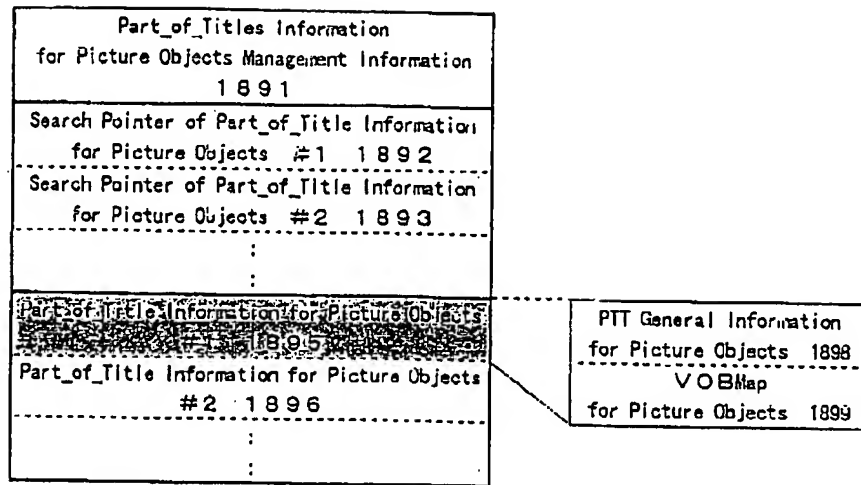 Part_of_Titles Information
for Picture Objects Management Information
1891
Search Pointer of Part_of_Title Information
for Picture Objects #1 1892
Search Pointer of Part_of_Title Information
for Picture Objects #2 1893
:
:
Part_of_Title Information for Picture Objects
#1 1895
Part_of_Title Information for Picture Objects
#2 1896
:
:
PTT General Information
for Picture Objects 1898
VOBMap
for Picture Objects 1899